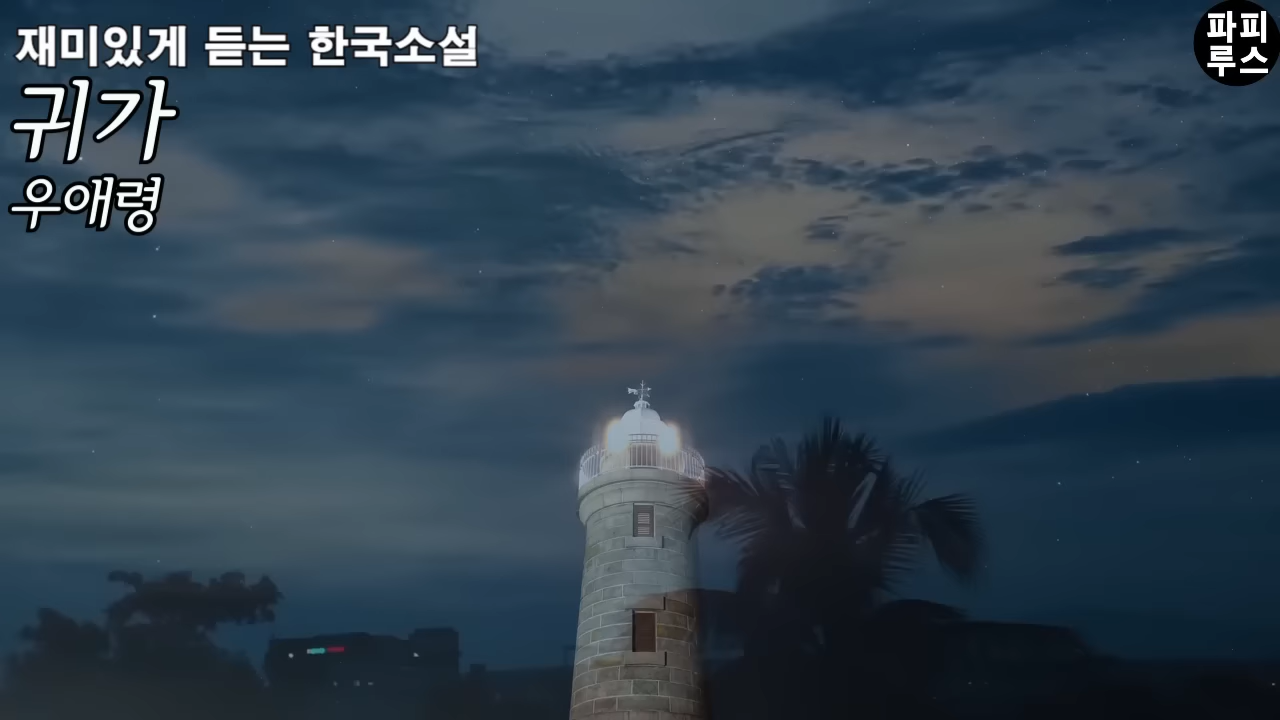 재미있게 듣는 한국소설
귀가
우애령
파피
루스